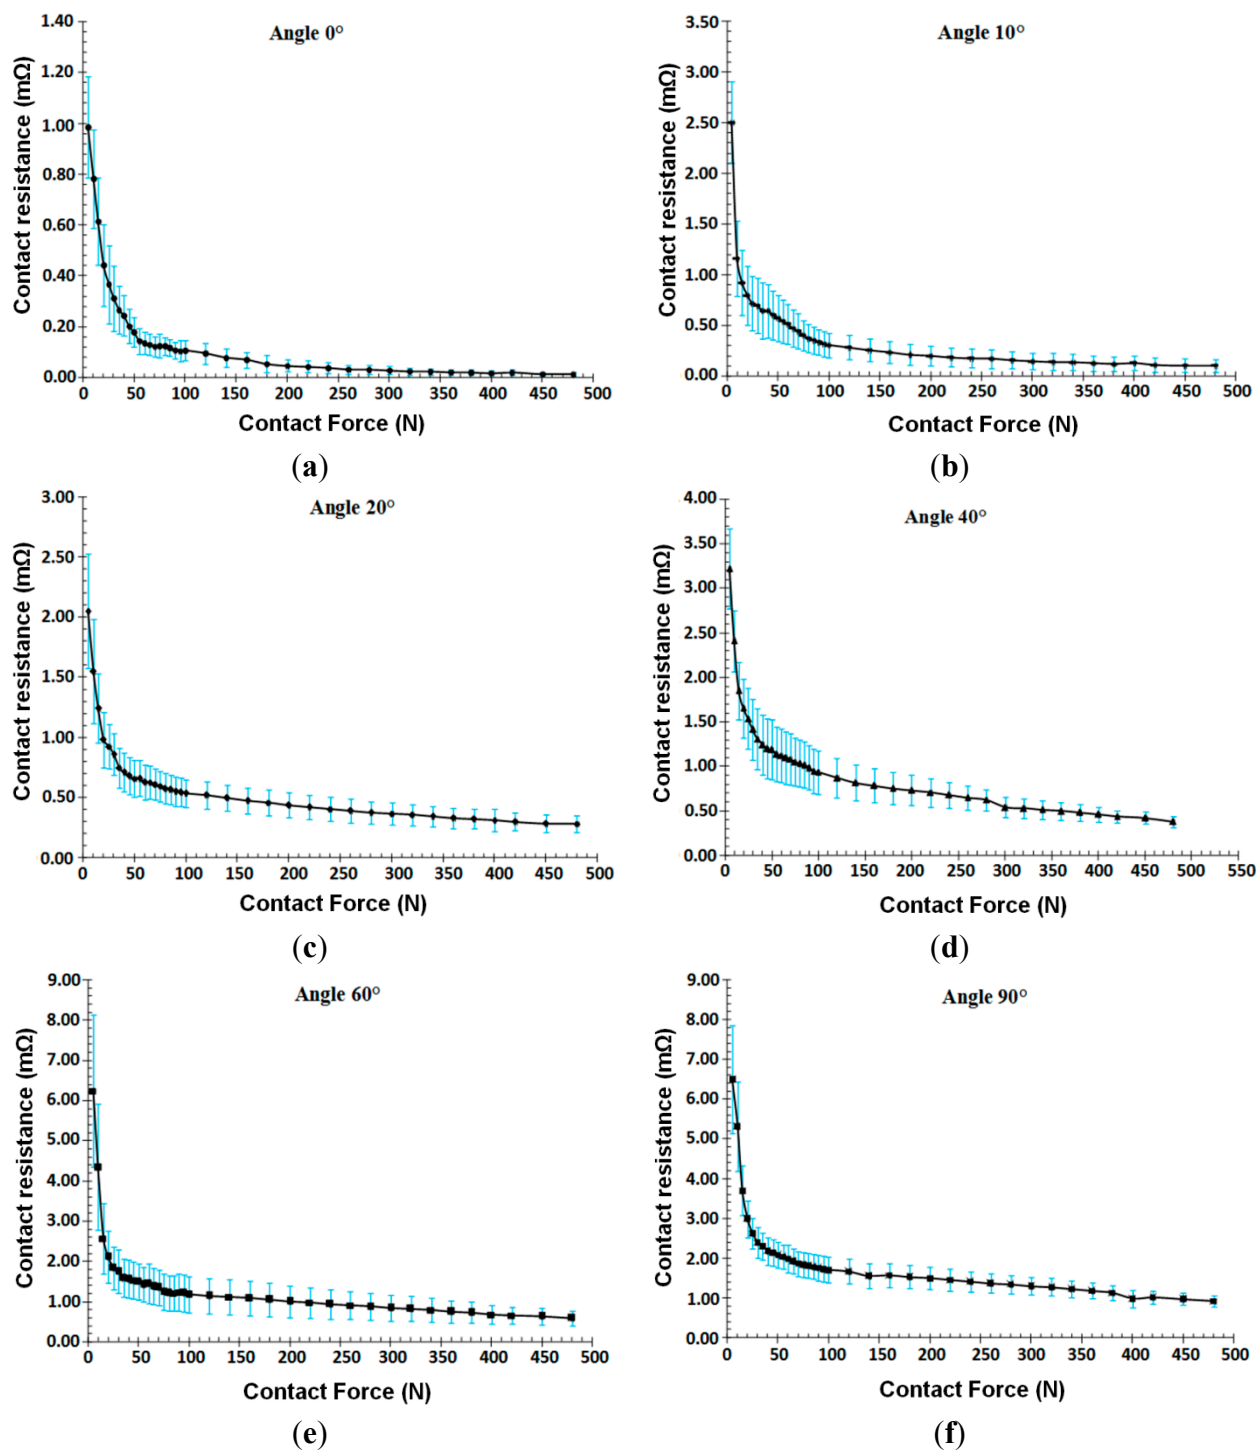 Angle 0°
Contact resistance (mΩ)
1.40
1.20
1.00
0.80
0.60
0.40
0.20
0.00
0 50 100 150 200 250 300 350 400 450 500
Contact Force (N)
(a)
Angle 10°
Contact resistance (mΩ)
3.50
3.00
2.50
2.00
1.50
1.00
0.50
0.00
0 50 100 150 200 250 300 350 400 450 500
Contact Force (N)
(b)
Angle 20°
Contact resistance (mΩ)
3.00
2.50
2.00
1.50
1.00
0.50
0.00
0 50 100 150 200 250 300 350 400 450 500
Contact Force (N)
(c)
Angle 40°
Contact resistance (mΩ)
4.00
3.50
3.00
2.50
2.00
1.50
1.00
0.50
0.00
0 50 100 150 200 250 300 350 400 450 500 550
Contact Force (N)
(d)
Angle 60°
Contact resistance (mΩ)
9.00
8.00
7.00
6.00
5.00
4.00
3.00
2.00
1.00
0.00
0 50 100 150 200 250 300 350 400 450 500
Contact Force (N)
(e)
Angle 90°
Contact resistance (mΩ)
9.00
8.00
7.00
6.00
5.00
4.00
3.00
2.00
1.00
0.00
0 50 100 150 200 250 300 350 400 450 500
Contact Force (N)
(f)